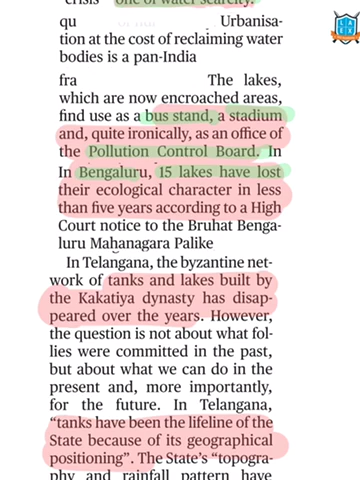 crisis one of water scarcity.
qu Urbanisa-
tion at the cost of reclaiming water
bodies is a pan-India
fra The lakes,
which are now encroached areas,
find use as a bus stand, a stadium
and, quite ironically, as an office of
the Pollution Control Board. In
In Bengaluru, 15 lakes have lost
their ecological character in less
than five years according to a High
Court notice to the Bruhat Benga-
luru Mahanagara Palike
In Telangana, the byzantine net-
work of tanks and lakes built by
the Kakatiya dynasty has disap-
peared over the years. However,
the question is not about what fol-
lies were committed in the past,
but about what we can do in the
present and, more importantly,
for the future. In Telangana,
“tanks have been the lifeline of the
State because of its geographical
positioning”. The State’s “topogra-
phy and rainfall pattern have